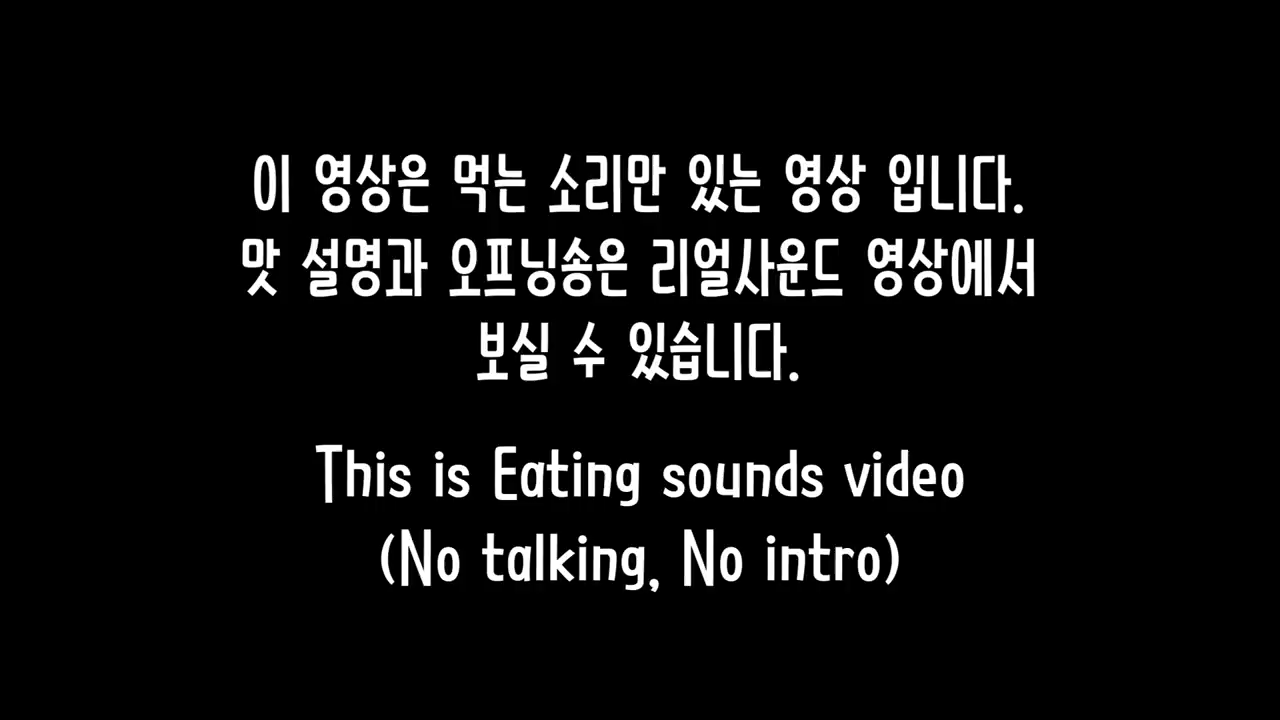 이 영상은 먹는 소리만 있는 영상 입니다.
맛 설명과 오프닝송은 리얼사운드 영상에서
보실 수 있습니다.
This is Eating sounds video
(No talking, No intro)